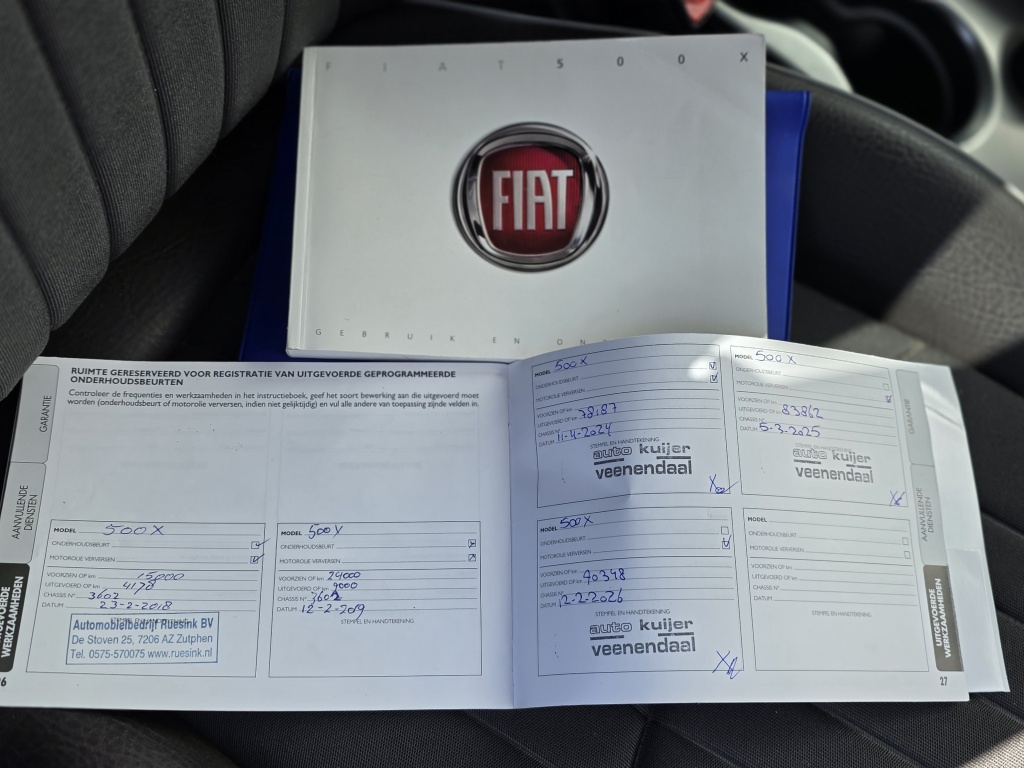 FIAT 500X
FIAT
GEBRUIK EN
RUIMTE GERESERVEERD VOOR REGISTRATIE VAN UITGEVOERDE GEPROGRAMMEERDE
ONDERHOUDSBEURTEN
Controleer de frequenties en werkzaamheden in het instructieboek, geef het soort bewerking aan die uitgevoerd moet
worden (onderhoudsbeurt of motorolie verversen, indien niet gelijktijdig) en vul alle andere van toepassing zijnde velden in.
GARANTIE
AANVULLENDE
DIENSTEN
UITGEVOERDE
WERKZAAMHEDEN
MODEL 500X
ONDERHOUDSBEURT
MOTOROLIE VERVERSEN
VOORZIEN OP km 15000
UITGEVOERD OP km 4170
CHASSIS N° 3602
DATUM 23-2-2018
Automobielbedrijf Ruesink BV
De Stoven 25, 7206 AZ Zutphen
Tel. 0575-570075 www.ruesink.nl
MODEL 500X
ONDERHOUDSBEURT
MOTOROLIE VERVERSEN
VOORZIEN OP km 24000
UITGEVOERD OP km 9000
CHASSIS N° 3602
DATUM 12-2-2019
STEMPEL EN HANDTEKENING
MODEL 500X
ONDERHOUDSBEURT
MOTOROLIE VERVERSEN
VOORZIEN OP km
UITGEVOERD OP km 78187
CHASSIS N°
DATUM 11-4-2024
STEMPEL EN HANDTEKENING
auto kuijer
veenendaal
MODEL 500X
ONDERHOUDSBEURT
MOTOROLIE VERVERSEN
VOORZIEN OP km
UITGEVOERD OP km 83862
CHASSIS N°
DATUM 5-3-2025
STEMPEL EN HANDTEKENING
auto kuijer
veenendaal
MODEL 500X
ONDERHOUDSBEURT
MOTOROLIE VERVERSEN
VOORZIEN OP km
UITGEVOERD OP km 90348
CHASSIS N°
DATUM 12-2-2026
STEMPEL EN HANDTEKENING
auto kuijer
veenendaal
MODEL
ONDERHOUDSBEURT
MOTOROLIE VERVERSEN
VOORZIEN OP km
UITGEVOERD OP km
CHASSIS N°
DATUM
STEMPEL EN HANDTEKENING
GARANTIE
AANVULLENDE
DIENSTEN
UITGEVOERDE
WERKZAAMHEDEN
27